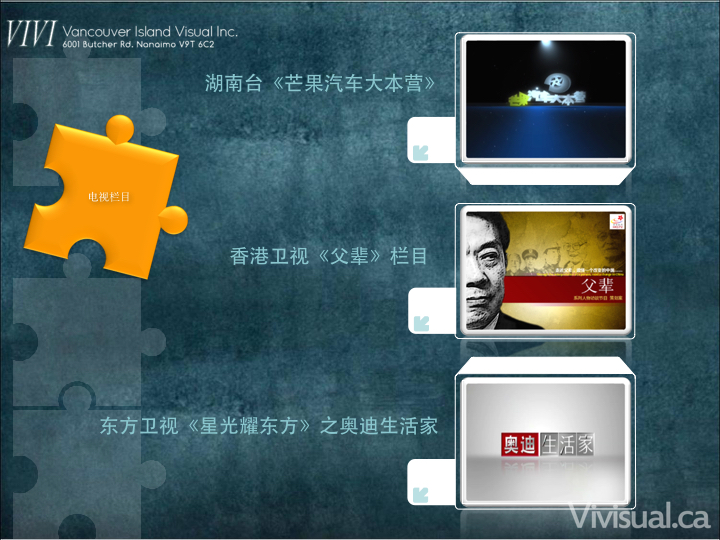 VIVI
Vancouver Island Visual Inc.
6001 Butcher Rd. Nanaimo V9T 6C2
湖南台《芒果汽车大本营》
电视栏目
香港卫视《父辈》栏目
父辈
东方卫视《星光耀东方》之奥迪生活家
奥迪生活家
Vivisual.ca